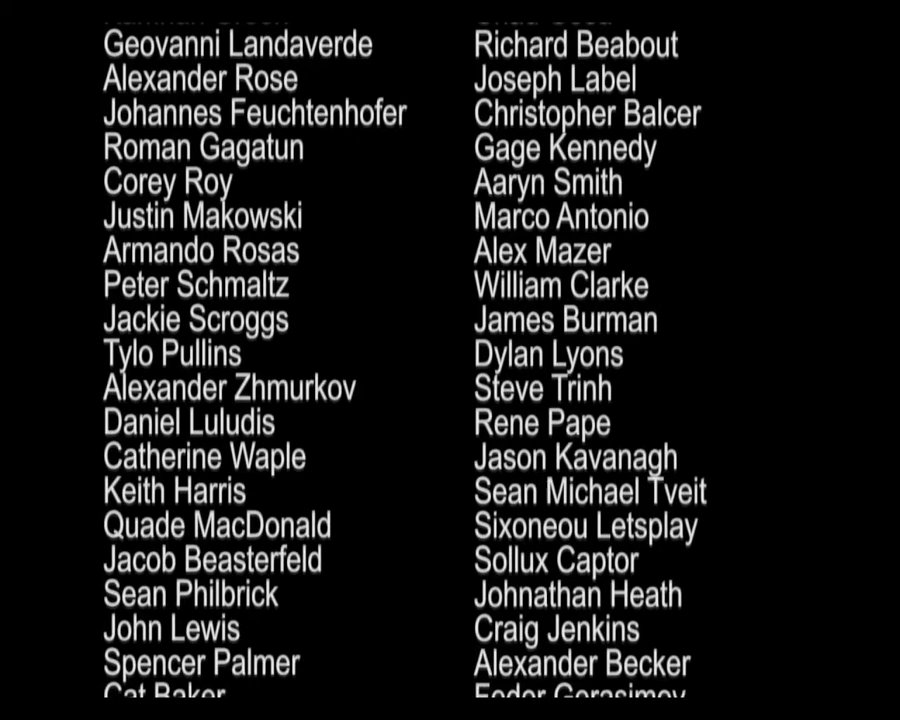 Geovanni Landaverde
Alexander Rose
Johannes Feuchtenhofer
Roman Gagatun
Corey Roy
Justin Makowski
Armando Rosas
Peter Schmaltz
Jackie Scroggs
Tylo Pullins
Alexander Zhmurkov
Daniel Luludis
Catherine Waple
Keith Harris
Quade MacDonald
Jacob Beasterfeld
Sean Philbrick
John Lewis
Spencer Palmer
Cat Baker
Richard Beabout
Joseph Label
Christopher Balcer
Gage Kennedy
Aaryn Smith
Marco Antonio
Alex Mazer
William Clarke
James Burman
Dylan Lyons
Steve Trinh
Rene Pape
Jason Kavanagh
Sean Michael Tveit
Sixoneou Letsplay
Sollux Captor
Johnathan Heath
Craig Jenkins
Alexander Becker
Fedor Gerasimov